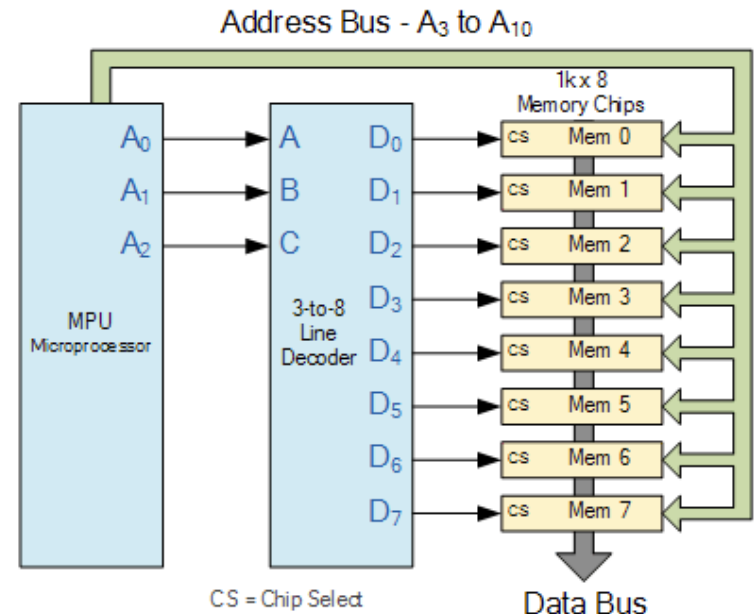 Address Bus - A₃ to A₁₀
1k x 8
Memory Chips
A₀
A₁
A₂
MPU
Microprocessor
A
B
C
3-to-8
Line
Decoder
D₀
D₁
D₂
D₃
D₄
D₅
D₆
D₇
CS Mem 0
CS Mem 1
CS Mem 2
CS Mem 3
CS Mem 4
CS Mem 5
CS Mem 6
CS Mem 7
CS = Chip Select
Data Bus